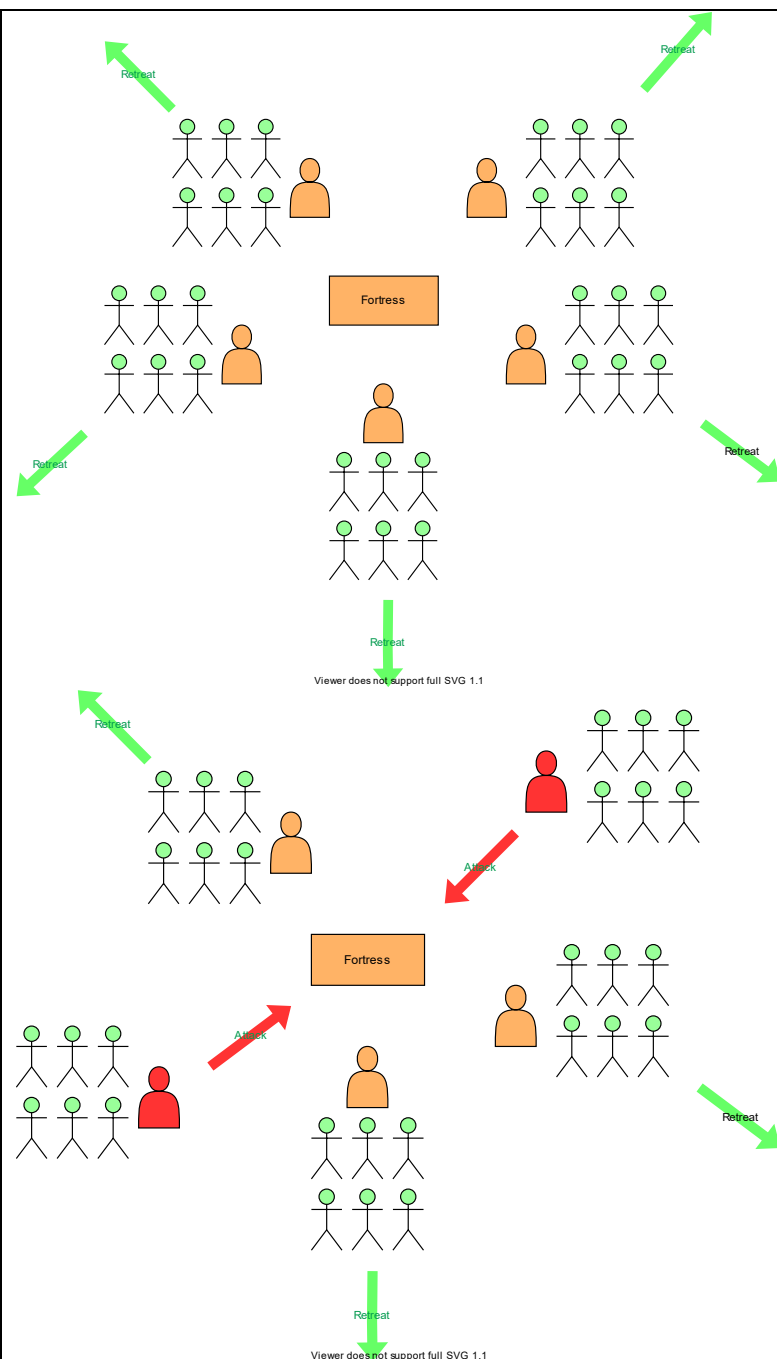 Retreat
Retreat
Fortress
Retreat
Retreat
Retreat
Viewer does not support full SVG 1.1
Retreat
Attack
Fortress
Attack
Retreat
Retreat
Viewer does not support full SVG 1.1